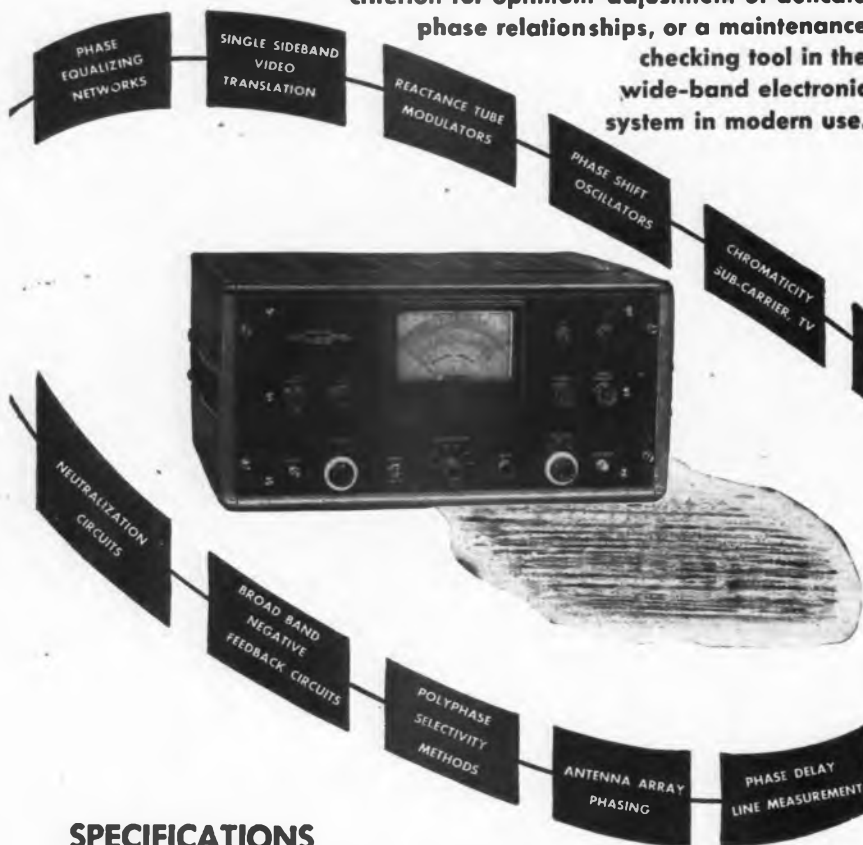 phase relationships, or a maintenance
checking tool in the
wide-band electronic
system in modern use.
PHASE
EQUALIZING
NETWORKS
SINGLE SIDEBAND
VIDEO
TRANSLATION
REACTANCE TUBE
MODULATORS
PHASE SHIFT
OSCILLATORS
CHROMATICITY
SUB-CARRIER, TV
NEUTRALIZATION
CIRCUITS
BROAD BAND
NEGATIVE
FEEDBACK CIRCUITS
POLYPHASE
SELECTIVITY
METHODS
ANTENNA ARRAY
PHASING
PHASE DELAY
LINE MEASUREMENT
SPECIFICATIONS